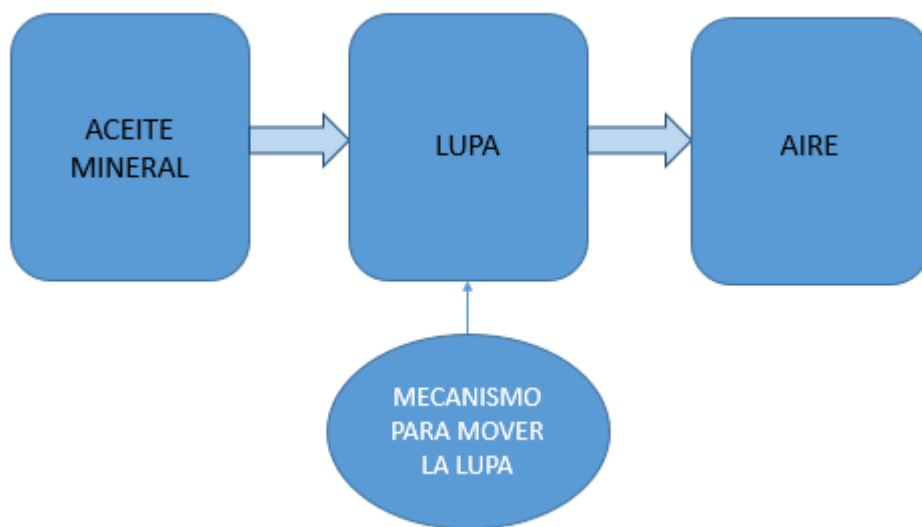 ACEITE
MINERAL
LUPA
AIRE
MECANISMO
PARA MOVER
LA LUPA